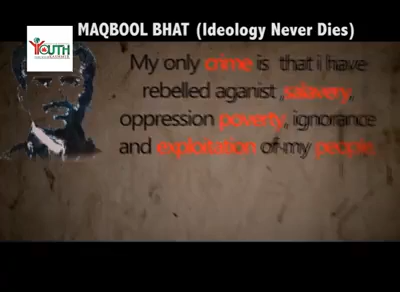 MAQBOOL BHAT (Ideology Never Dies)
YOUTH
My only crime is that i have
rebelled aganist ,salavery,
oppression poverty, ignorance
and exploitation of my people